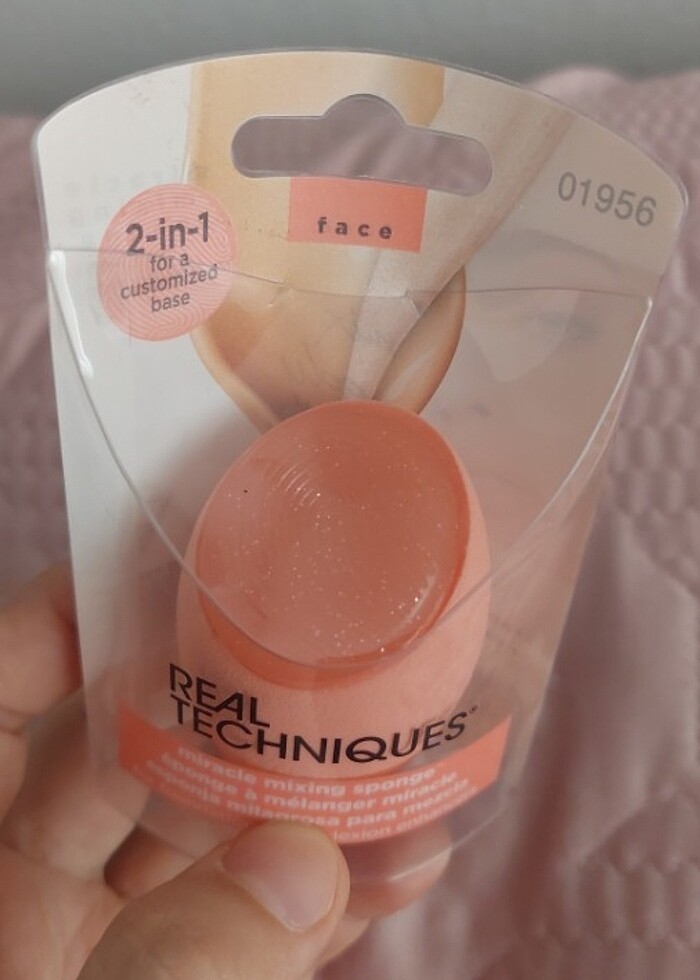 01956
face
2-in-1
for a
customized
base
REAL
TECHNIQUES®
miracle mixing sponge
éponge à mélanger miracle
esponja milagrosa para mezcla